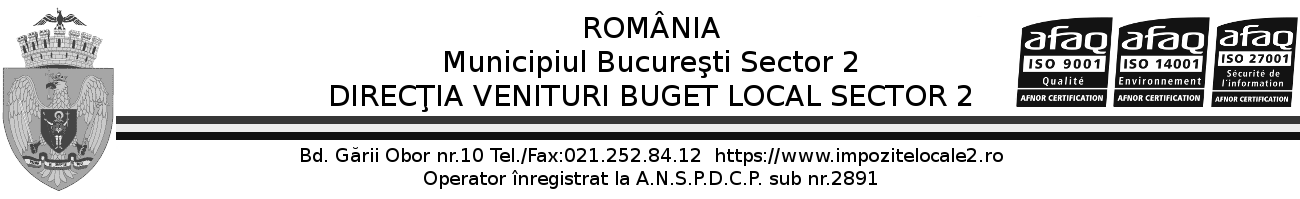 ROMÂNIA
Municipiul Bucureşti Sector 2
DIRECŢIA VENITURI BUGET LOCAL SECTOR 2
afaq
ISO 9001
Qualité
AFNOR CERTIFICATION
afaq
ISO 14001
Environnement
AFNOR CERTIFICATION
afaq
ISO 27001
Sécurité de
l'information
AFNOR CERTIFICATION
Bd. Gării Obor nr.10 Tel./Fax:021.252.84.12 https://www.impozitelocale2.ro
Operator înregistrat la A.N.S.P.D.C.P. sub nr.2891